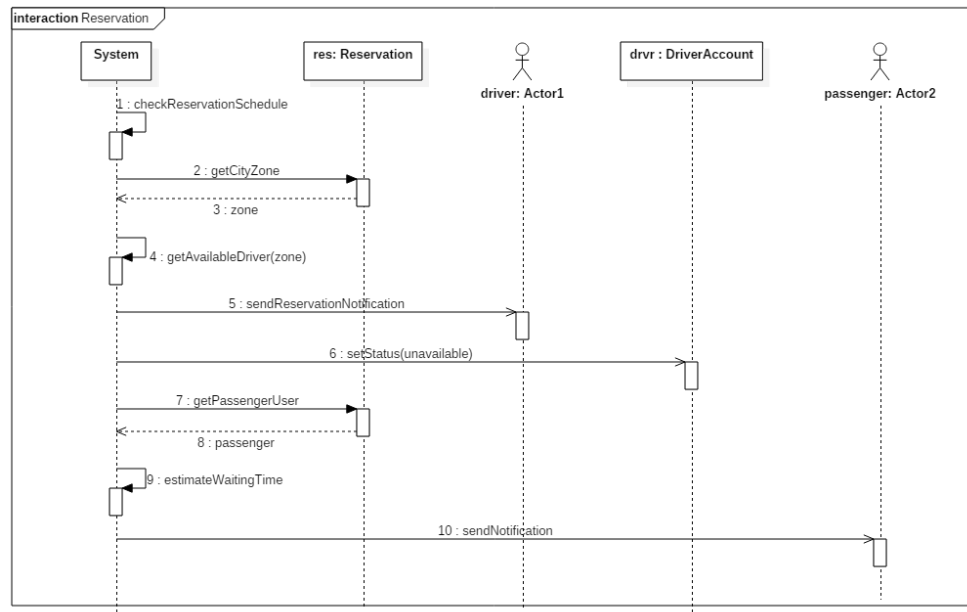 interaction Reservation
System
res: Reservation
driver: Actor1
drvr : DriverAccount
passenger: Actor2
1 : checkReservationSchedule
2 : getCityZone
3 : zone
4 : getAvailableDriver(zone)
5 : sendReservationNotification
6 : setStatus(unavailable)
7 : getPassengerUser
8 : passenger
9 : estimateWaitingTime
10 : sendNotification